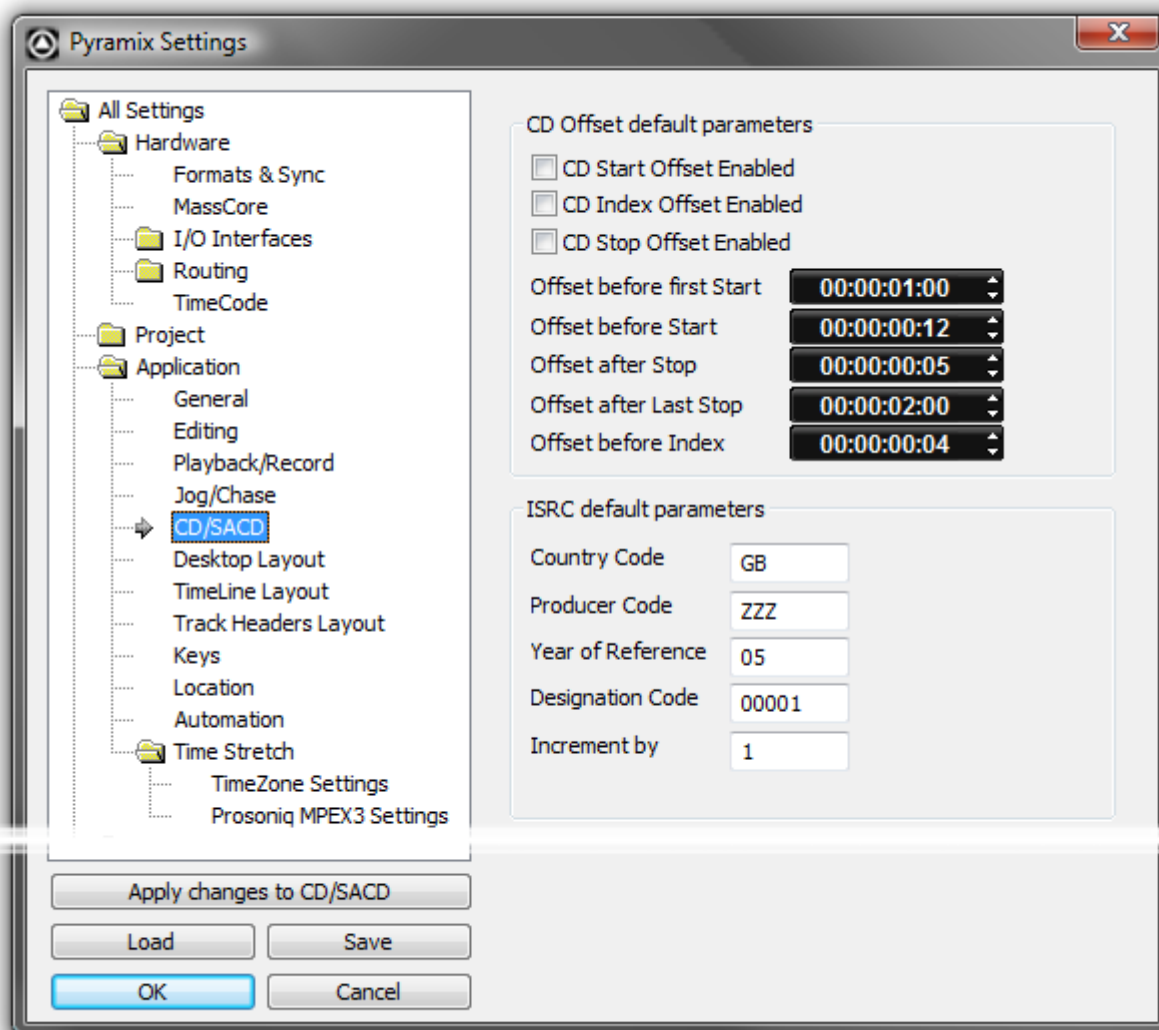 Pyramix Settings
All Settings
Hardware
Formats & Sync
MassCore
I/O Interfaces
Routing
TimeCode
Project
Application
General
Editing
Playback/Record
Jog/Chase
CD/SACD
Desktop Layout
TimeLine Layout
Track Headers Layout
Keys
Location
Automation
Time Stretch
TimeZone Settings
Prosoniq MPEX3 Settings
Apply changes to CD/SACD
Load Save
OK Cancel
CD Offset default parameters
CD Start Offset Enabled
CD Index Offset Enabled
CD Stop Offset Enabled
Offset before first Start 00:00:01:00
Offset before Start 00:00:00:12
Offset after Stop 00:00:00:05
Offset after Last Stop 00:00:02:00
Offset before Index 00:00:00:04
ISRC default parameters
Country Code GB
Producer Code ZZZ
Year of Reference 05
Designation Code 00001
Increment by 1